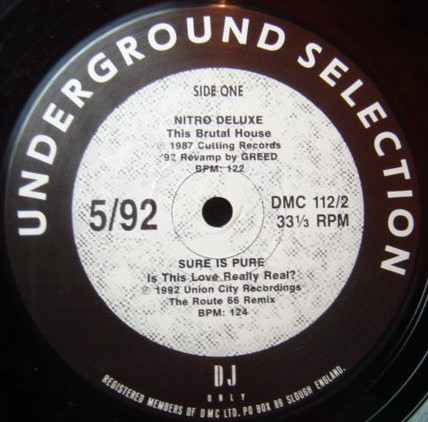 UNDERGROUND SELECTION
SIDE ONE
NITRO DELUXE
This Brutal House
℗ 1987 Cutting Records
'92 Revamp by GREED
BPM: 122
5/92
DMC 112/2
33⅓ RPM
SURE IS PURE
Is This Love Really Real?
℗ 1992 Union City Recordings
The Route 66 Remix
BPM: 124
DJ
ONLY
REGISTERED MEMBERS OF DMC LTD. PO BOX 89 SLOUGH ENGLAND.